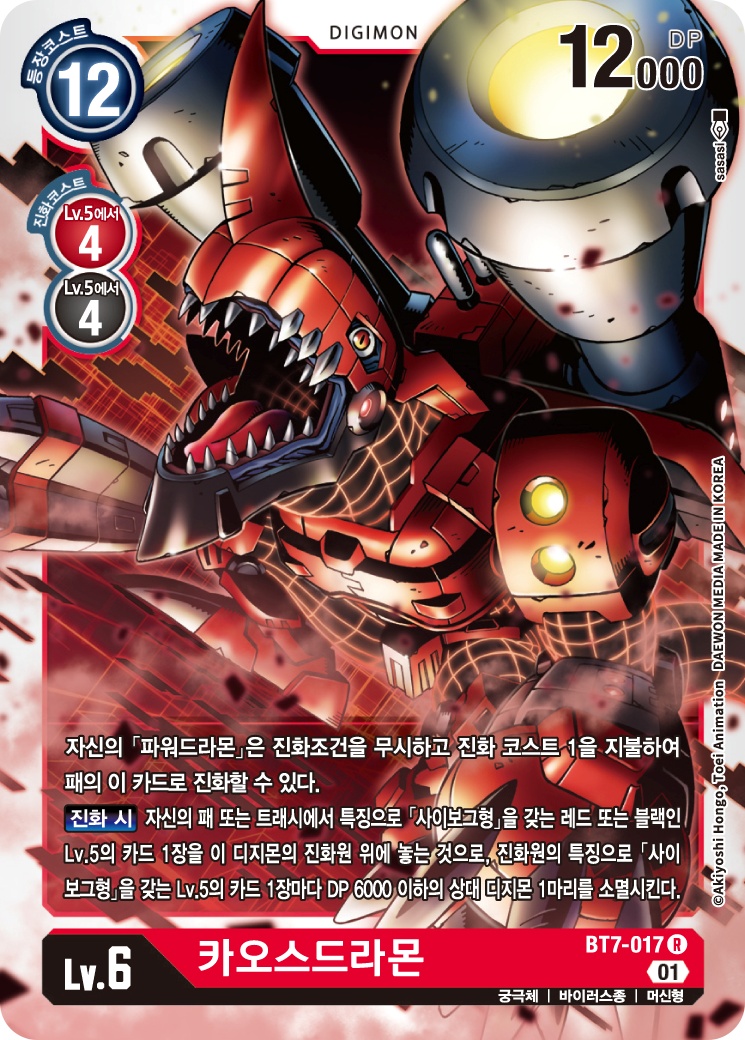 DIGIMON
등장코스트
12
12000
DP
sasasi
진화코스트
Lv.5에서
4
Lv.5에서
4
©Akiyoshi Hongo, Toei Animation DAEWON MEDIA MADE IN KOREA
자신의 「파워드라몬」은 진화조건을 무시하고 진화 코스트 1을 지불하여
패의 이 카드로 진화할 수 있다.
진화 시 자신의 패 또는 트래시에서 특징으로 「사이보그형」을 갖는 레드 또는 블랙인
Lv.5의 카드 1장을 이 디지몬의 진화원 위에 놓는 것으로, 진화원의 특징으로 「사이
보그형」을 갖는 Lv.5의 카드 1장마다 DP 6000 이하의 상대 디지몬 1마리를 소멸시킨다.
Lv.6
카오스드라몬
BT7-017 R
01
궁극체 | 바이러스종 | 머신형